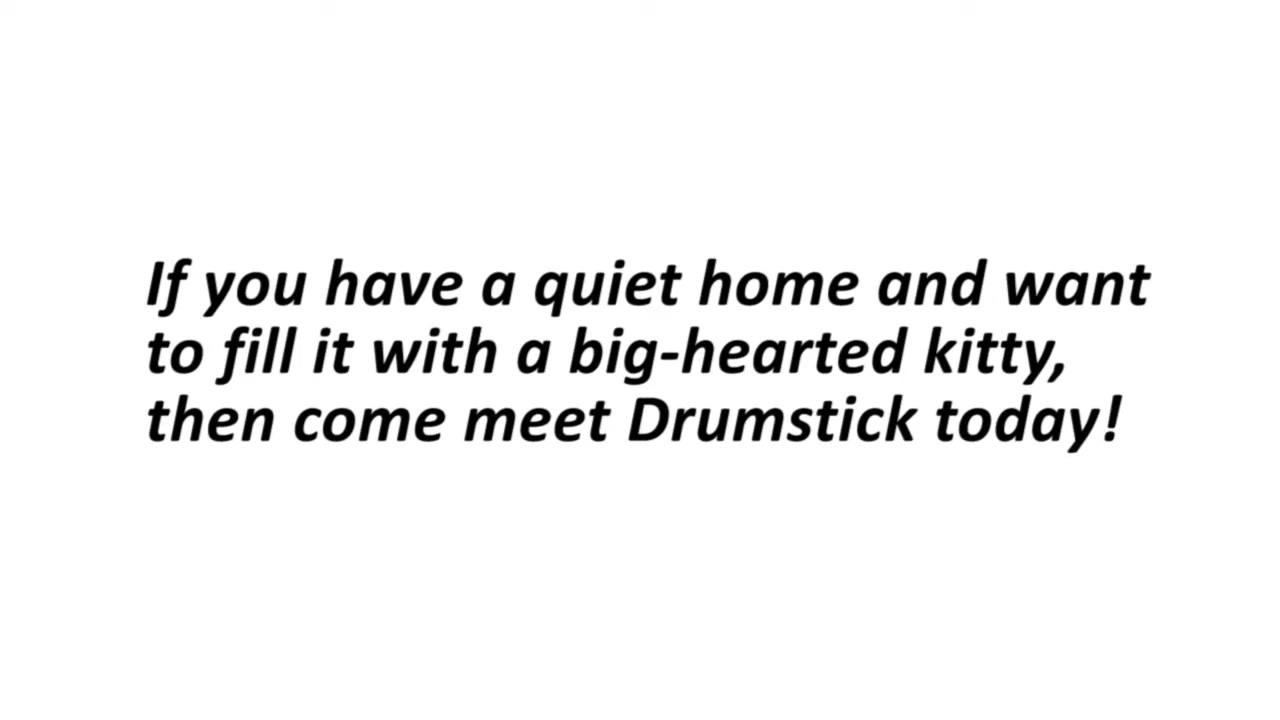 If you have a quiet home and want
to fill it with a big-hearted kitty,
then come meet Drumstick today!